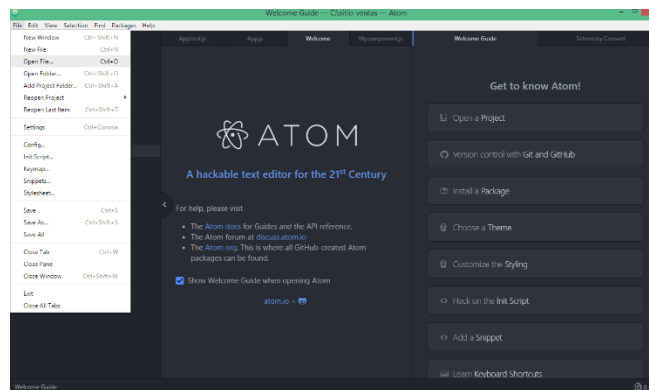 Welcome Guide — C:\sitio-ventas — Atom
File Edit View Selection Find Packages Help
New Window Ctrl+Shift+N
New File Ctrl+N
Open File... Ctrl+O
Open Folder... Ctrl+Shift+O
Add Project Folder... Ctrl+Shift+A
Reopen Project
Reopen Last Item Ctrl+Shift+T
Settings Ctrl+Comma
Config...
Init Script...
Keymap...
Snippets...
Stylesheet...
Save Ctrl+S
Save As... Ctrl+Shift+S
Save All
Close Tab Ctrl+W
Close Pane
Close Window Ctrl+Shift+W
Exit
Close All Tabs
App.js Welcome Mycomponent.js
ATOM
A hackable text editor for the 21st Century
For help, please visit
• The Atom docs for Guides and the API reference.
• The Atom forum at discuss.atom.io
• The Atom org. This is where all GitHub-created Atom
packages can be found.
Show Welcome Guide when opening Atom
atom.io ×
Welcome Guide Telemetry Consent
Get to know Atom!
Open a Project
Version control with Git and GitHub
Install a Package
Choose a Theme
Customize the Styling
Hack on the Init Script
Add a Snippet
Learn Keyboard Shortcuts
Welcome Guide